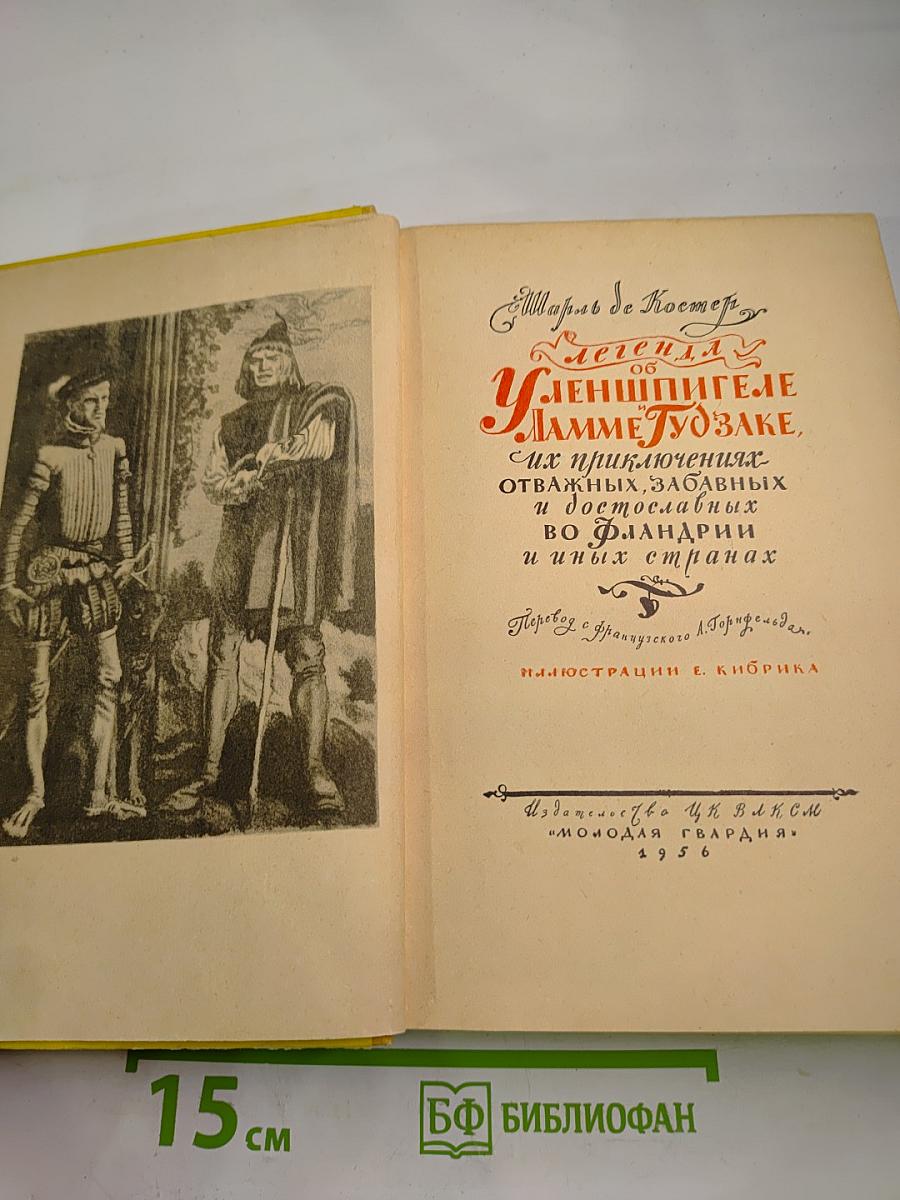 Шарль де Костер
ЛЕГЕНДА
ОБ
УЛЕНШПИГЕЛЕ
И
ЛАММЕ ГУДЗАКЕ,
их приключениях
ОТВАЖНЫХ, ЗАБАВНЫХ
и достославных
ВО ФЛАНДРИИ
и иных странах
Перевод с французского А. Горнфельда
ИЛЛЮСТРАЦИИ Е. КИБРИКА
Издательство ЦК ВЛКСМ
«МОЛОДАЯ ГВАРДИЯ»
1956
15 см
БФ БИБЛИОФАН